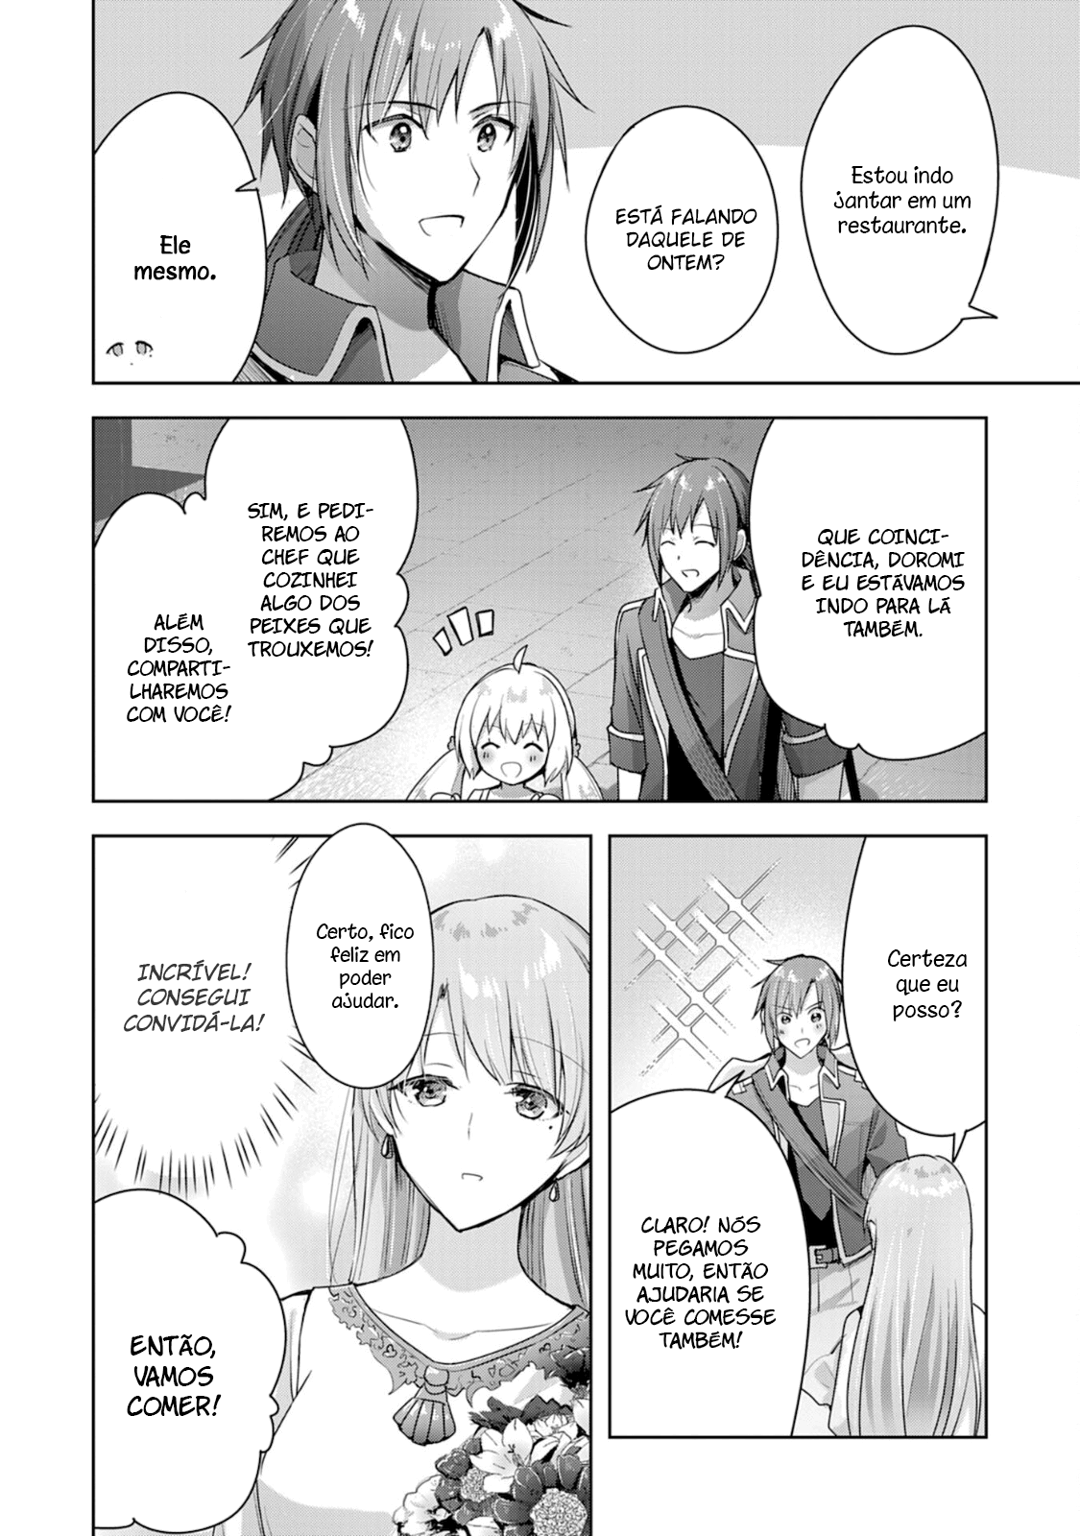 Estou indo
jantar em um
restaurante.
ESTÁ FALANDO
DAQUELE DE
ONTEM?
Ele
mesmo.
QUE COINCI-
DÊNCIA, DOROMI
E EU ESTÁVAMOS
INDO PARA LÁ
TAMBÉM.
SIM, E PEDI-
REMOS AO
CHEF QUE
COZINHEI
ALGO DOS
PEIXES QUE
TROUXEMOS!
ALÉM
DISSO,
COMPARTI-
LHAREMOS
COM VOCÊ!
Certeza
que eu
posso?
CLARO! NÓS
PEGAMOS
MUITO, ENTÃO
AJUDARIA SE
VOCÊ COMESSE
TAMBÉM!
Certo, fico
feliz em
poder
ajudar.
INCRÍVEL!
CONSEGUI
CONVIDÁ-LA!
ENTÃO,
VAMOS
COMER!